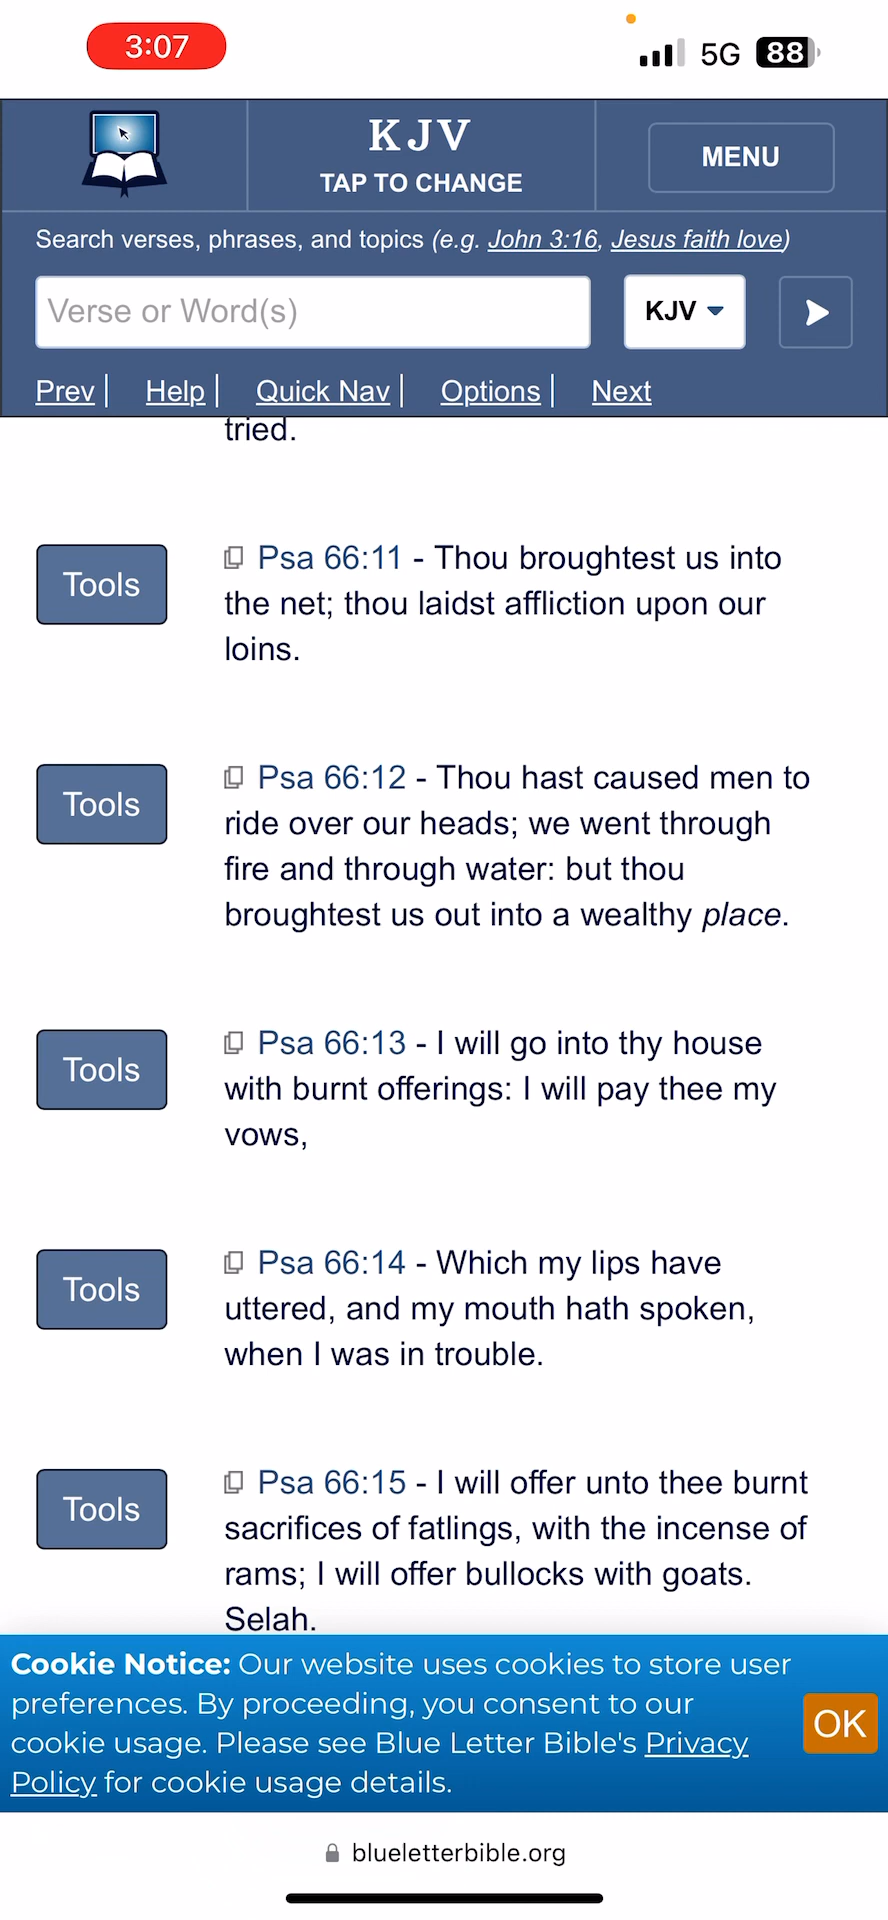 3:07
5G 88
KJV
TAP TO CHANGE
MENU
Search verses, phrases, and topics (e.g. John 3:16, Jesus faith love)
Verse or Word(s)
KJV
Prev | Help | Quick Nav | Options | Next
tried.
Tools
Psa 66:11 - Thou broughtest us into
the net; thou laidst affliction upon our
loins.
Tools
Psa 66:12 - Thou hast caused men to
ride over our heads; we went through
fire and through water: but thou
broughtest us out into a wealthy place.
Tools
Psa 66:13 - I will go into thy house
with burnt offerings: I will pay thee my
vows,
Tools
Psa 66:14 - Which my lips have
uttered, and my mouth hath spoken,
when I was in trouble.
Tools
Psa 66:15 - I will offer unto thee burnt
sacrifices of fatlings, with the incense of
rams; I will offer bullocks with goats.
Selah.
Cookie Notice: Our website uses cookies to store user
preferences. By proceeding, you consent to our
cookie usage. Please see Blue Letter Bible's Privacy
Policy for cookie usage details.
OK
blueletterbible.org